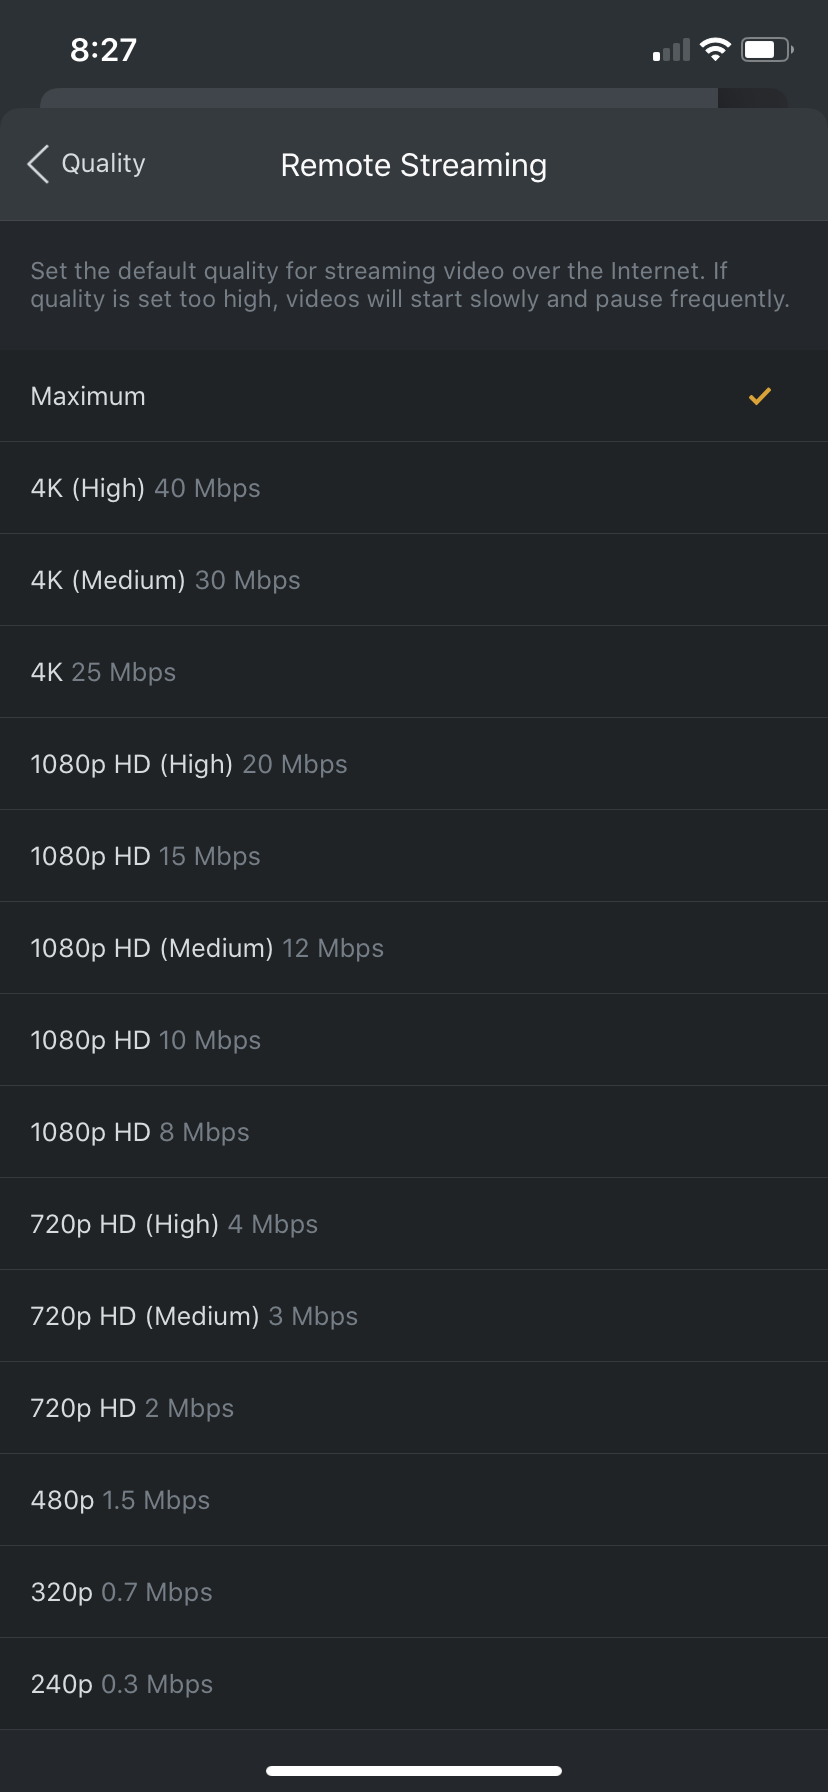 8:27
Quality
Remote Streaming
Set the default quality for streaming video over the Internet. If
quality is set too high, videos will start slowly and pause frequently.
Maximum
4K (High) 40 Mbps
4K (Medium) 30 Mbps
4K 25 Mbps
1080p HD (High) 20 Mbps
1080p HD 15 Mbps
1080p HD (Medium) 12 Mbps
1080p HD 10 Mbps
1080p HD 8 Mbps
720p HD (High) 4 Mbps
720p HD (Medium) 3 Mbps
720p HD 2 Mbps
480p 1.5 Mbps
320p 0.7 Mbps
240p 0.3 Mbps